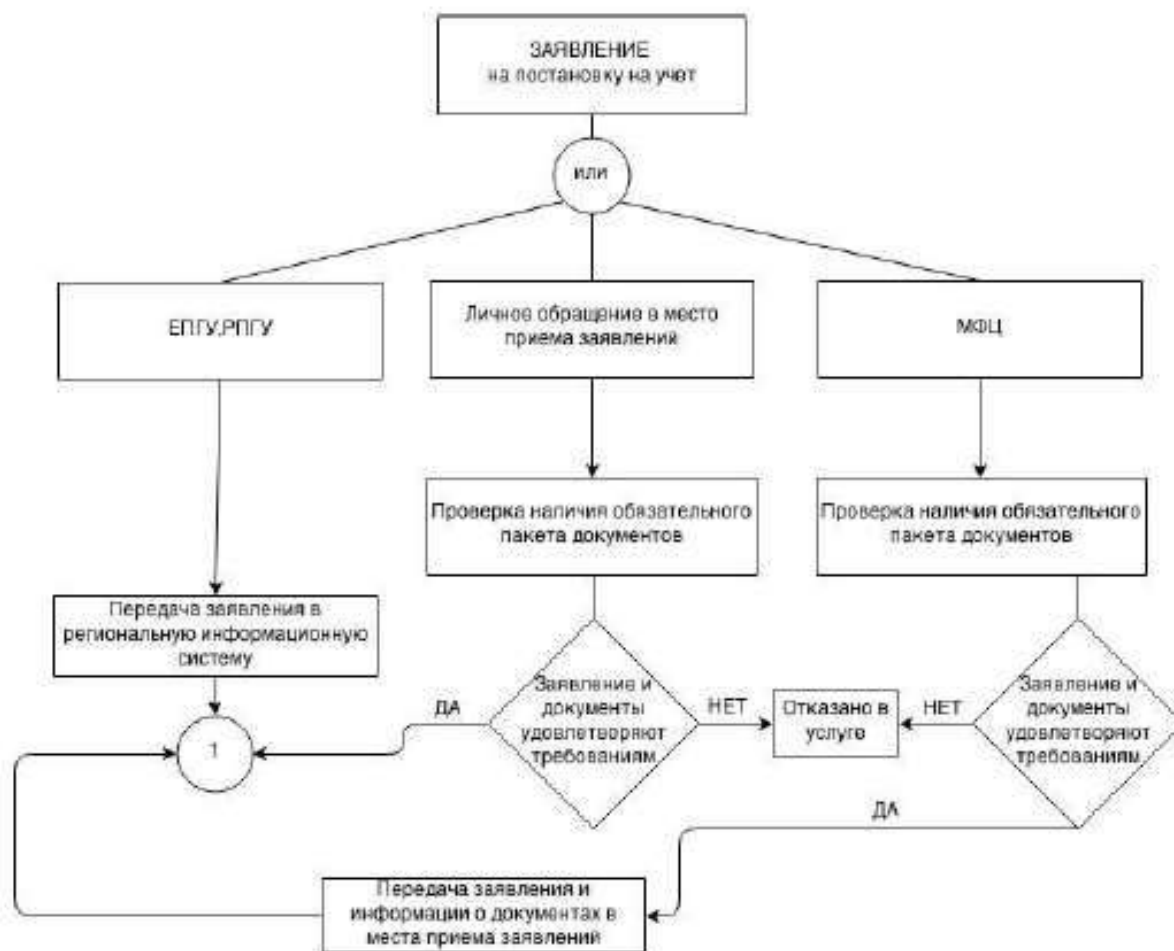 ЗАЯВЛЕНИЕ
на постановку на учет
или
ЕПГУ,РПГУ
Личное обращение в место
приема заявлений
МФЦ
Проверка наличия обязательного
пакета документов
Проверка наличия обязательного
пакета документов
Передача заявления в
региональную информационную
систему
Заявление и
документы
удовлетворяют
требованиям
ДА
НЕТ
Отказано в
услуге
НЕТ
Заявление и
документы
удовлетворяют
требованиям
1
ДА
Передача заявления и
информации о документах в
места приема заявлений